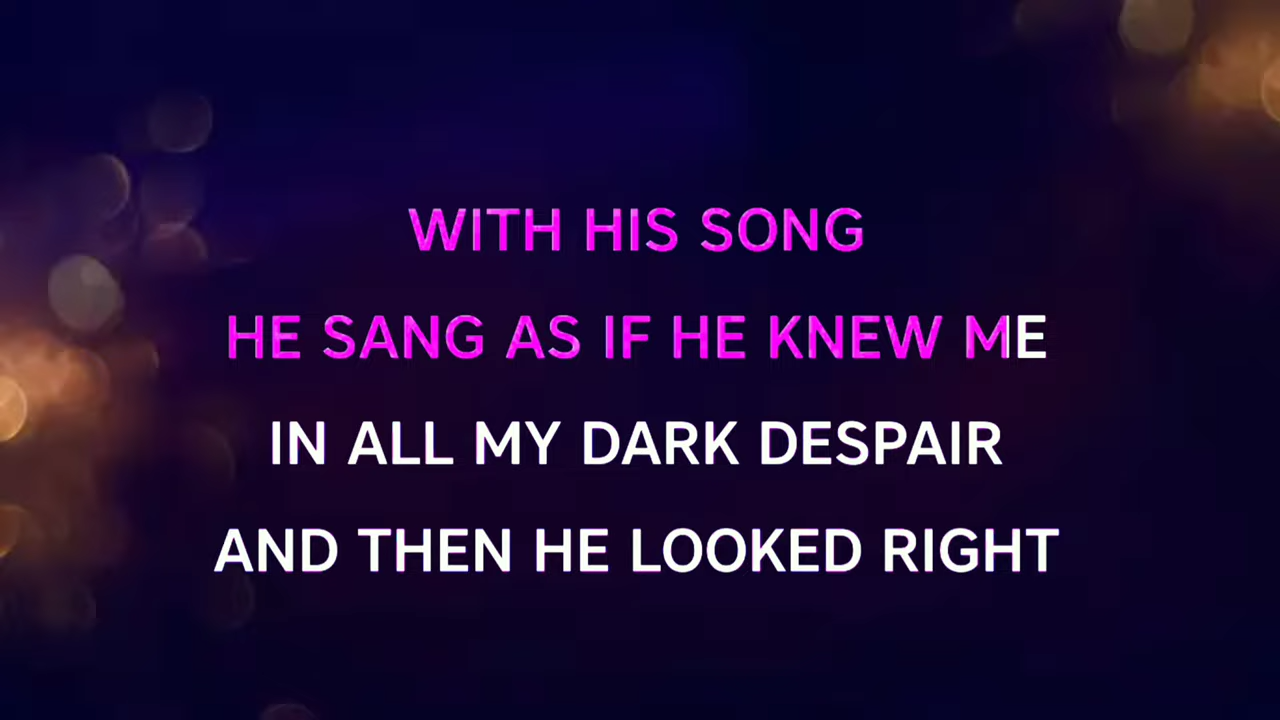 WITH HIS SONG
HE SANG AS IF HE KNEW ME
IN ALL MY DARK DESPAIR
AND THEN HE LOOKED RIGHT